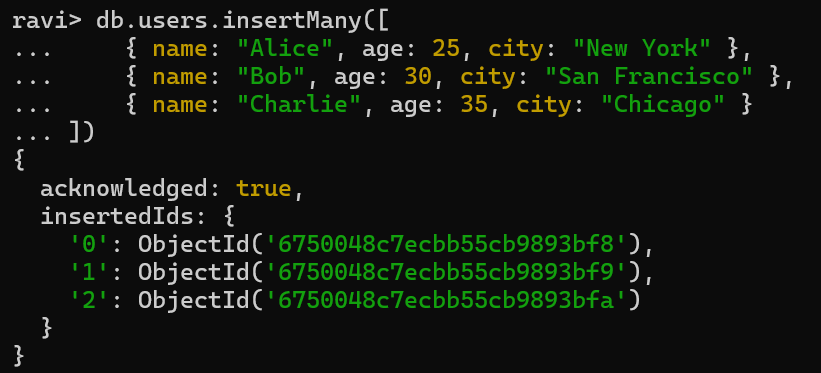 ravi> db.users.insertMany([
...     { name: "Alice", age: 25, city: "New York" },
...     { name: "Bob", age: 30, city: "San Francisco" },
...     { name: "Charlie", age: 35, city: "Chicago" }
... ])
{
  acknowledged: true,
  insertedIds: {
    '0': ObjectId('6750048c7ecbb55cb9893bf8'),
    '1': ObjectId('6750048c7ecbb55cb9893bf9'),
    '2': ObjectId('6750048c7ecbb55cb9893bfa')
  }
}